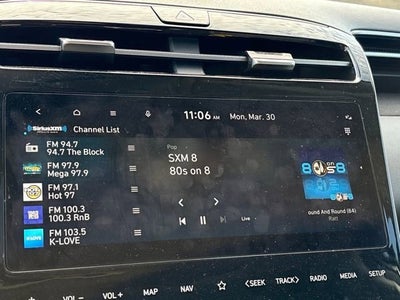 11:06 AM
Mon, Mar. 30
SiriusXM
Channel List
FM 94.7
94.7 The Block
FM 97.9
Mega 97.9
FM 97.1
Hot 97
FM 100.3
100.3 RnB
FM 103.5
K-LOVE
Pop
SXM 8
80s on 8
Live
8 on 8
ound And Round (84)
Ratt
VOL −
VOL +
MAP
NAV
<SEEK
TRACK>
RADIO
MEDIA
SETUP